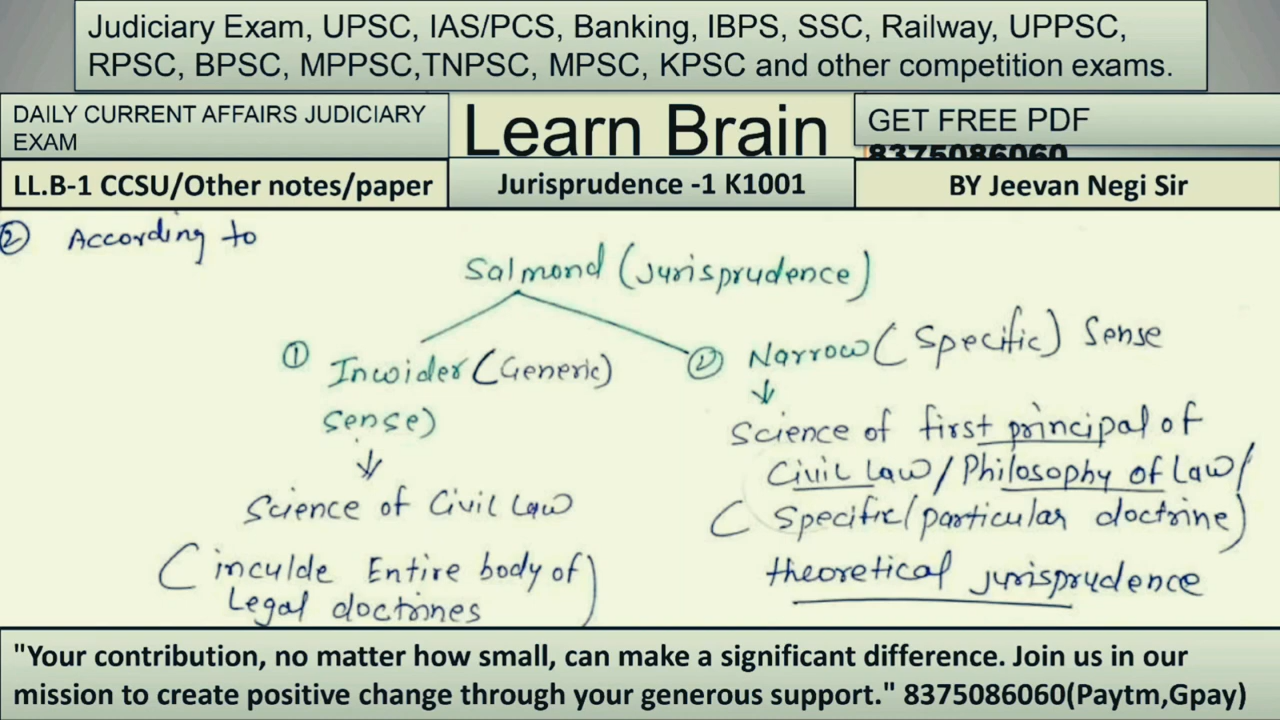 Judiciary Exam, UPSC, IAS/PCS, Banking, IBPS, SSC, Railway, UPPSC,
RPSC, BPSC, MPPSC,TNPSC, MPSC, KPSC and other competition exams.
DAILY CURRENT AFFAIRS JUDICIARY
EXAM
Learn Brain
GET FREE PDF
8375086060
LL.B-1 CCSU/Other notes/paper
Jurisprudence -1 K1001
BY Jeevan Negi Sir
② According to
Salmond (Jurisprudence)
① Inwider (Generic)
sense)
↓
Science of Civil Law
(inculde Entire body of
Legal doctrines)
② Narrow (Specific) Sense
↓
Science of first principal of
Civil Law/Philosophy of Law/
(Specific/particular doctrine)
theoretical jurisprudence
"Your contribution, no matter how small, can make a significant difference. Join us in our
mission to create positive change through your generous support." 8375086060(Paytm,Gpay)